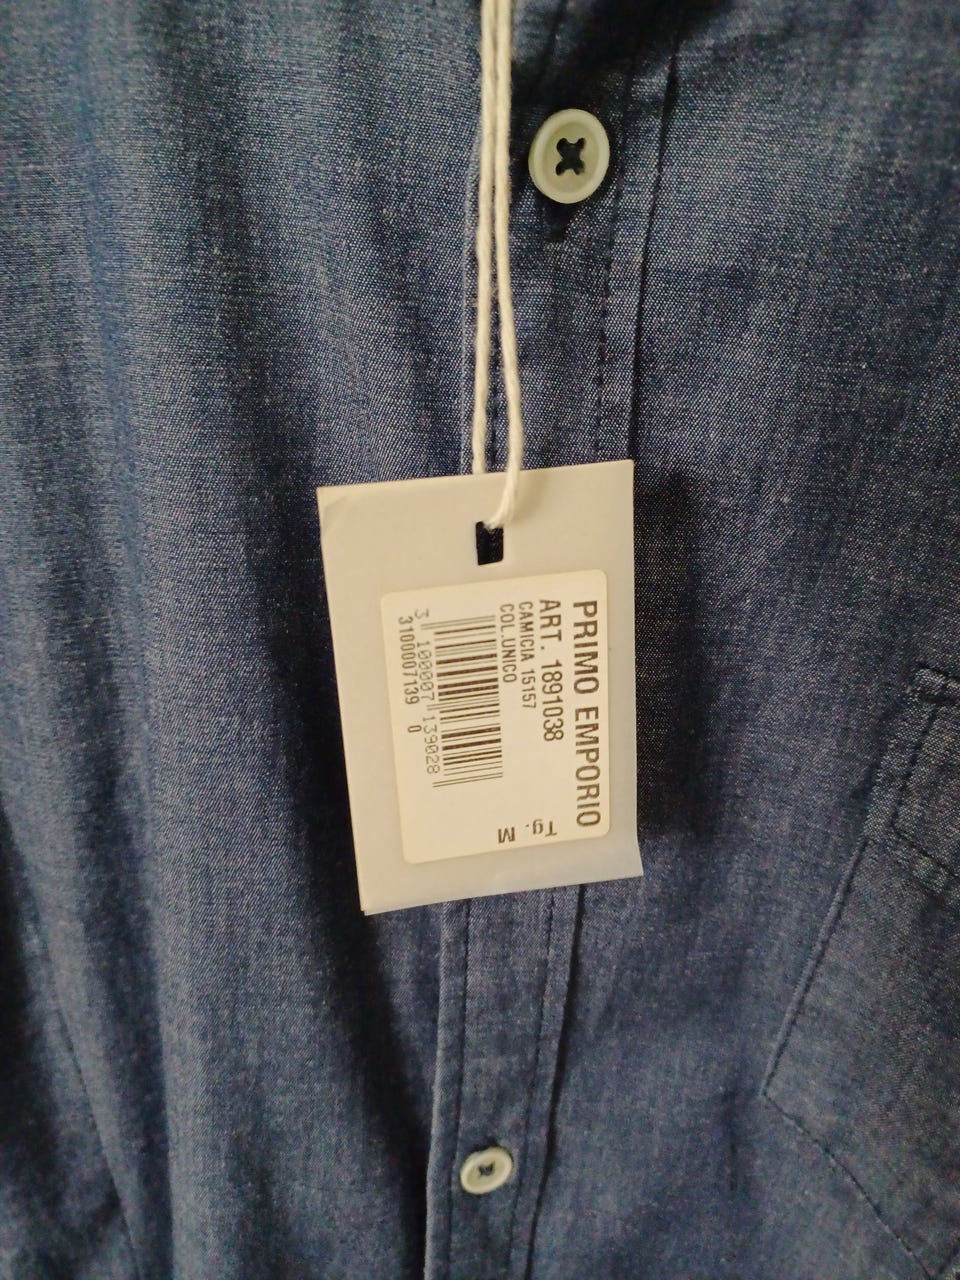 PRIMO EMPORIO
ART. 1891038
CAMICIA 15157
COL.UNICO
Tg. M
3 100007 139028
3100007139 0